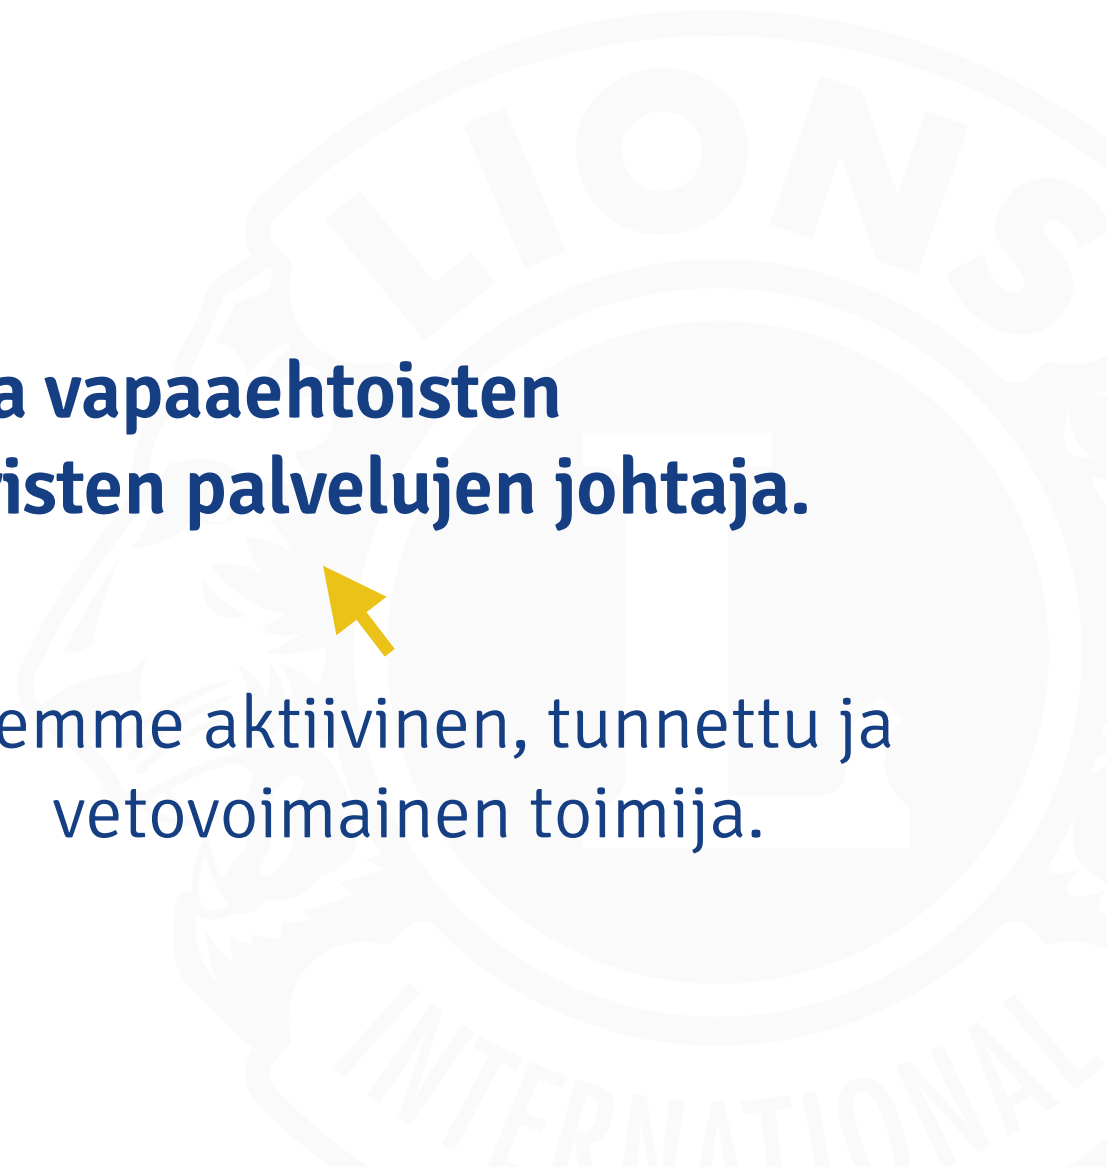 LIONS
a vapaaehtoisten
isten palvelujen johtaja.
emme aktiivinen, tunnettu ja
vetovoimainen toimija.
L
INTERNATIONAL